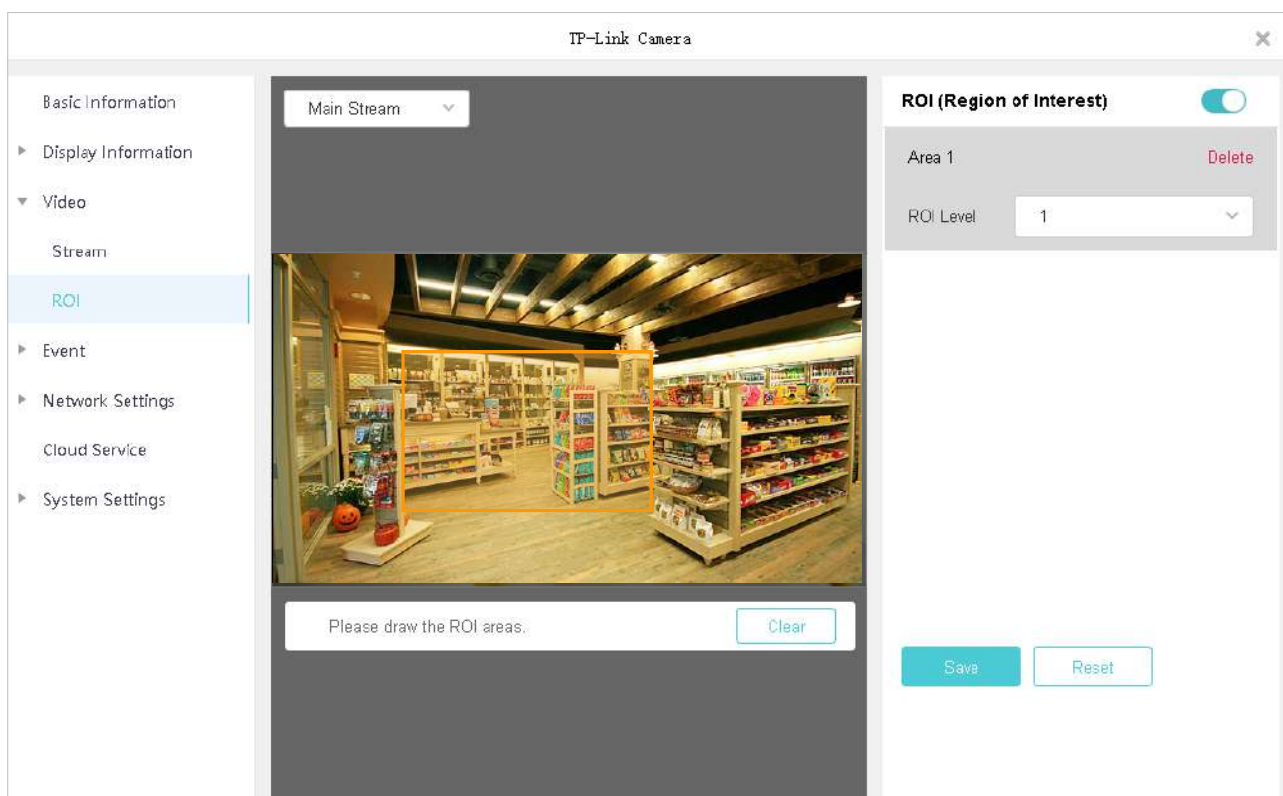 TP-Link Camera
Basic Information
Display Information
Video
Stream
ROI
Event
Network Settings
Cloud Service
System Settings
Main Stream
Please draw the ROI areas.
Clear
ROI (Region of Interest)
Area 1
Delete
ROI Level
1
Save
Reset